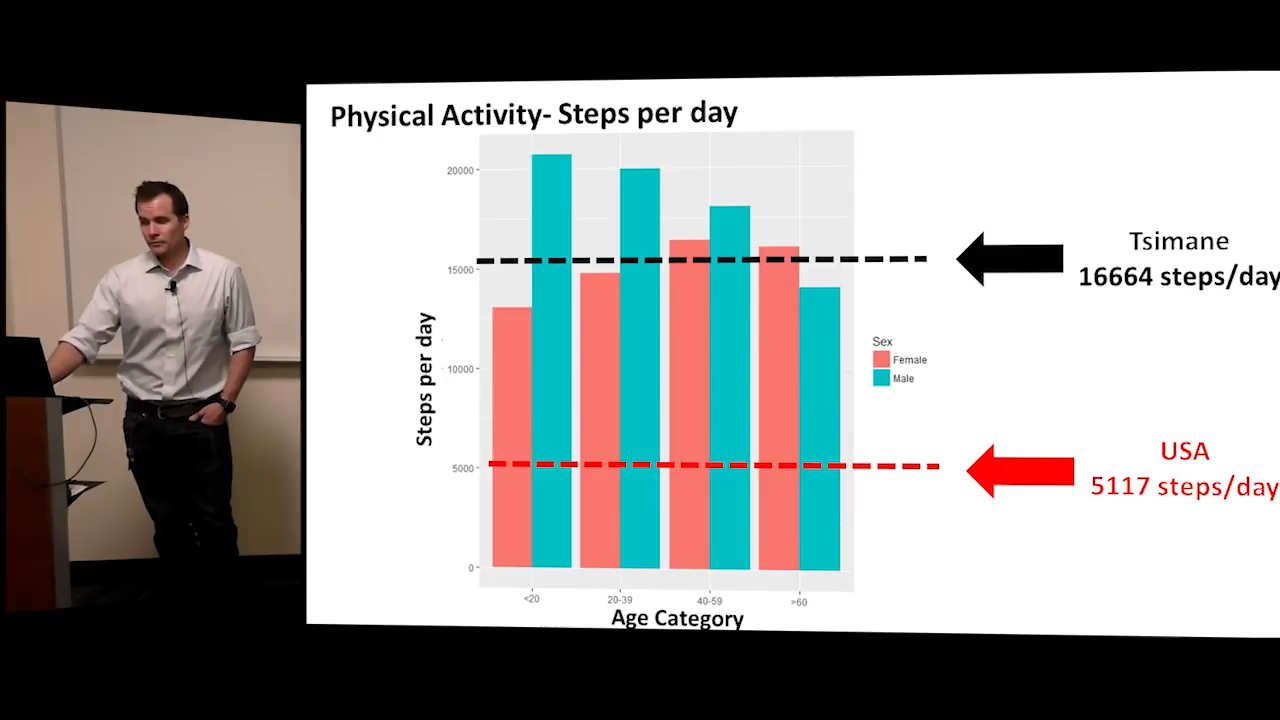 Physical Activity- Steps per day
20000
15000
10000
5000
0
Steps per day
<20
20-39
40-59
>60
Age Category
Sex
Female
Male
Tsimane
16664 steps/day
USA
5117 steps/day